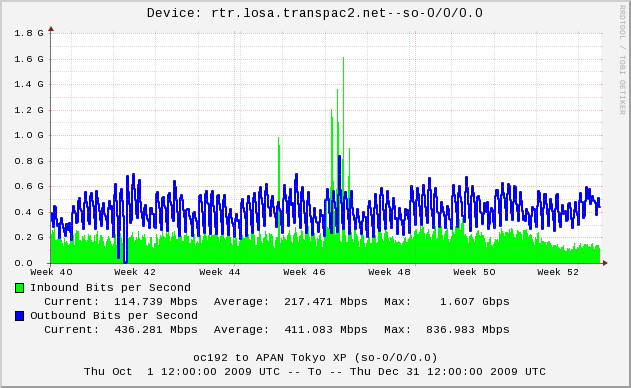 Device: rtr.losa.transpac2.net--so-0/0/0.0
RRDTOOL / TOBI OETIKER
1.8 G
1.6 G
1.4 G
1.2 G
1.0 G
0.8 G
0.6 G
0.4 G
0.2 G
0.0
Week 40 Week 42 Week 44 Week 46 Week 48 Week 50 Week 52
Inbound Bits per Second
Current: 114.739 Mbps Average: 217.471 Mbps Max: 1.607 Gbps
Outbound Bits per Second
Current: 436.281 Mbps Average: 411.083 Mbps Max: 836.983 Mbps
oc192 to APAN Tokyo XP (so-0/0/0.0)
Thu Oct 1 12:00:00 2009 UTC -- To -- Thu Dec 31 12:00:00 2009 UTC